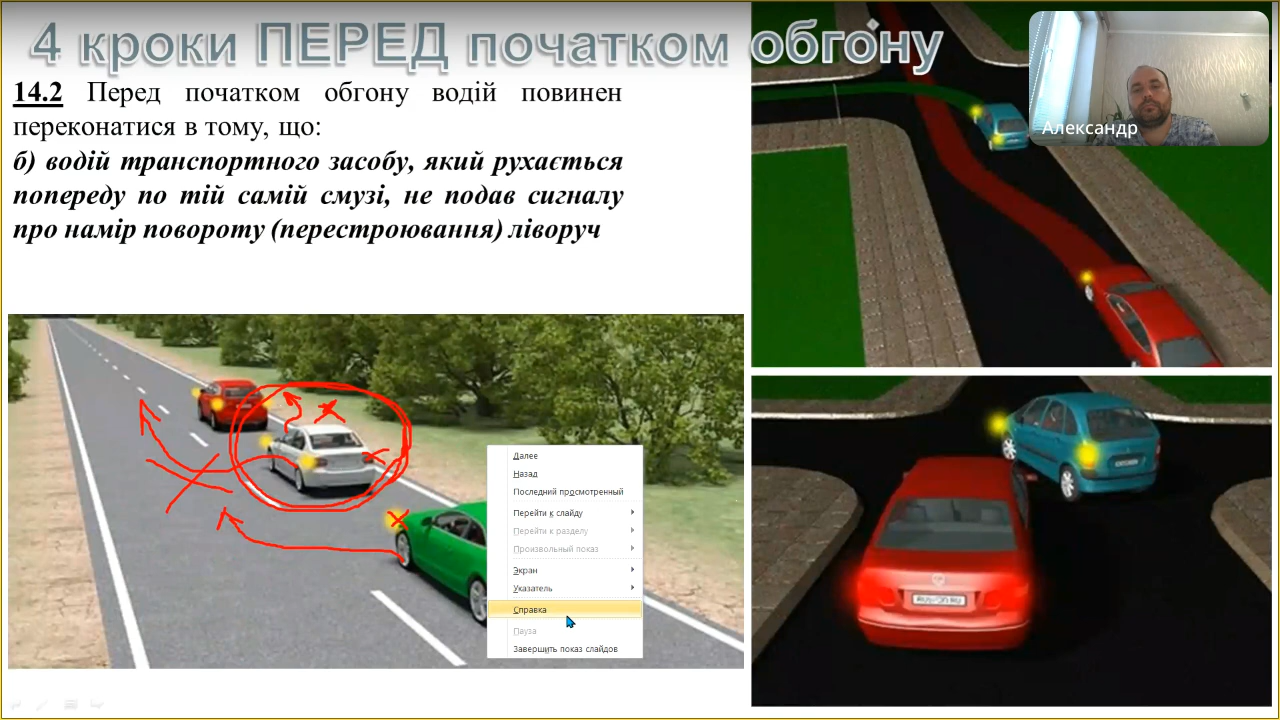 4 кроки ПЕРЕД початком обгону
14.2 Перед початком обгону водій повинен
переконатися в тому, що:
б) водій транспортного засобу, який рухається
попереду по тій самій смузі, не подав сигналу
про намір повороту (перестроювання) ліворуч
Александр
Далее
Назад
Последний просмотренный
Перейти к слайду
Перейти к разделу
Произвольный показ
Экран
Указатель
Справка
Пауза
Завершить показ слайдов